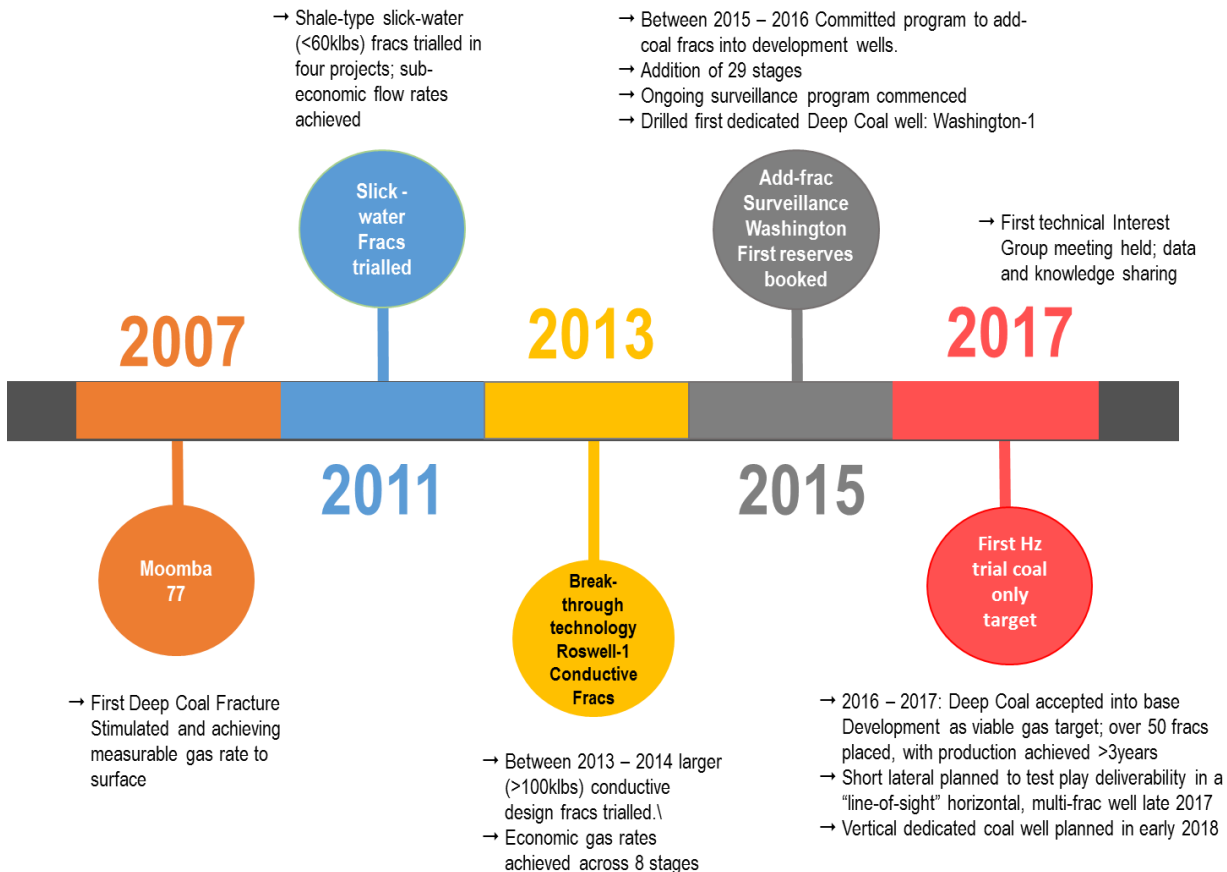 → Shale-type slick-water
(<60klbs) fracs trialled in
four projects; sub-
economic flow rates
achieved
→ Between 2015 – 2016 Committed program to add-
coal fracs into development wells.
→ Addition of 29 stages
→ Ongoing surveillance program commenced
→ Drilled first dedicated Deep Coal well: Washington-1
Slick -
water
Fracs
trialled
Add-frac
Surveillance
Washington
First reserves
booked
→ First technical Interest
Group meeting held; data
and knowledge sharing
2007
2013
2017
2011
2015
Moomba
77
Break-
through
technology
Roswell-1
Conductive
Fracs
First Hz
trial coal
only
target
→ First Deep Coal Fracture
Stimulated and achieving
measurable gas rate to
surface
→ Between 2013 – 2014 larger
(>100klbs) conductive
design fracs trialled.\
→ Economic gas rates
achieved across 8 stages
→ 2016 – 2017: Deep Coal accepted into base
Development as viable gas target; over 50 fracs
placed, with production achieved >3years
→ Short lateral planned to test play deliverability in a
“line-of-sight” horizontal, multi-frac well late 2017
→ Vertical dedicated coal well planned in early 2018